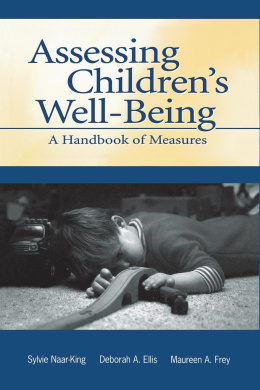 Assessing
Children's
Well-Being
A Handbook of Measures
Sylvie Naar-King Deborah A. Ellis Maureen A. Frey